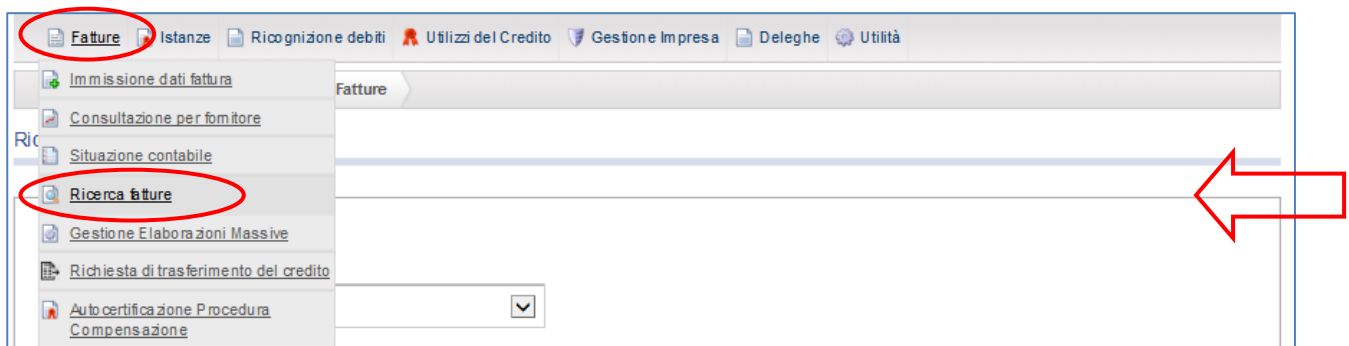 Fatture Istanze Ricognizione debiti Utilizzi del Credito Gestione Impresa Deleghe Utilità
Immissione dati fattura
Fatture
Consultazione per fornitore
Ric
Situazione contabile
Ricerca fatture
Gestione Elaborazioni Massive
Richiesta di trasferimento del credito
Autocertificazione Procedura
Compensazione